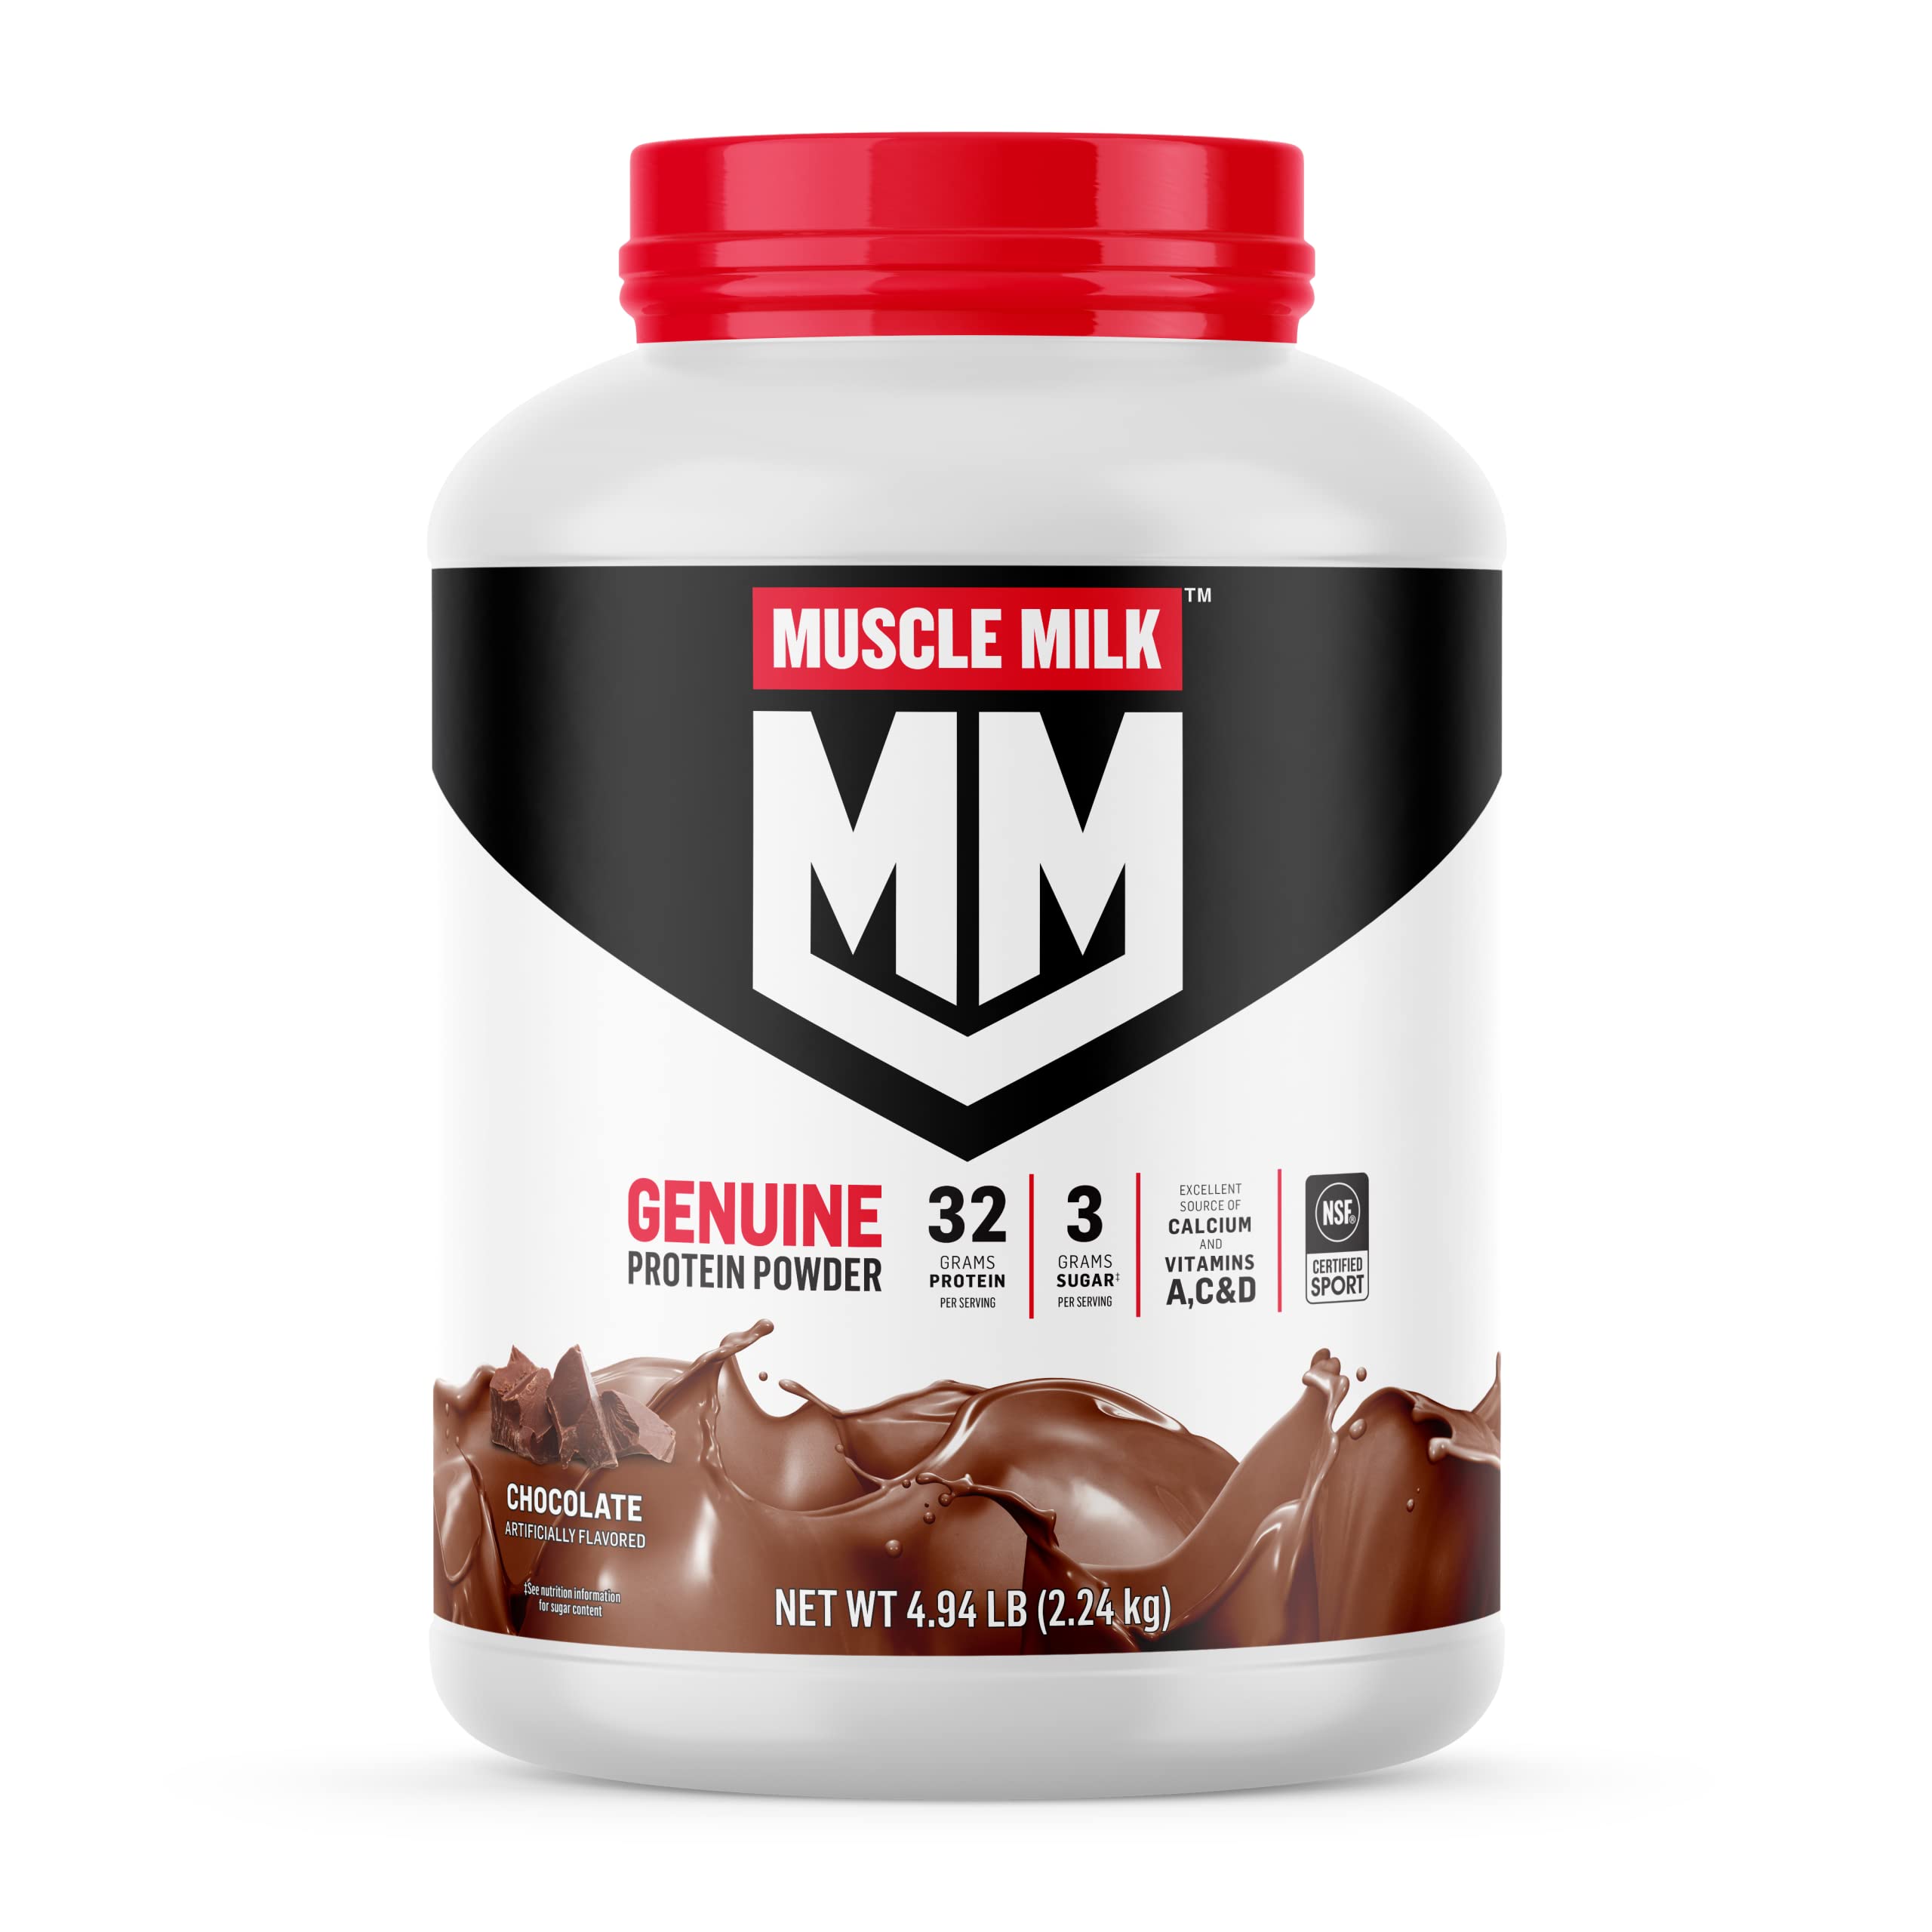 MUSCLE MILK™
MM
GENUINE
PROTEIN POWDER
32
GRAMS
PROTEIN
PER SERVING
3
GRAMS
SUGAR‡
PER SERVING
EXCELLENT
SOURCE OF
CALCIUM
AND
VITAMINS
A,C&D
NSF®
CERTIFIED
SPORT
CHOCOLATE
ARTIFICIALLY FLAVORED
‡See nutrition information
for sugar content
NET WT 4.94 LB (2.24 kg)